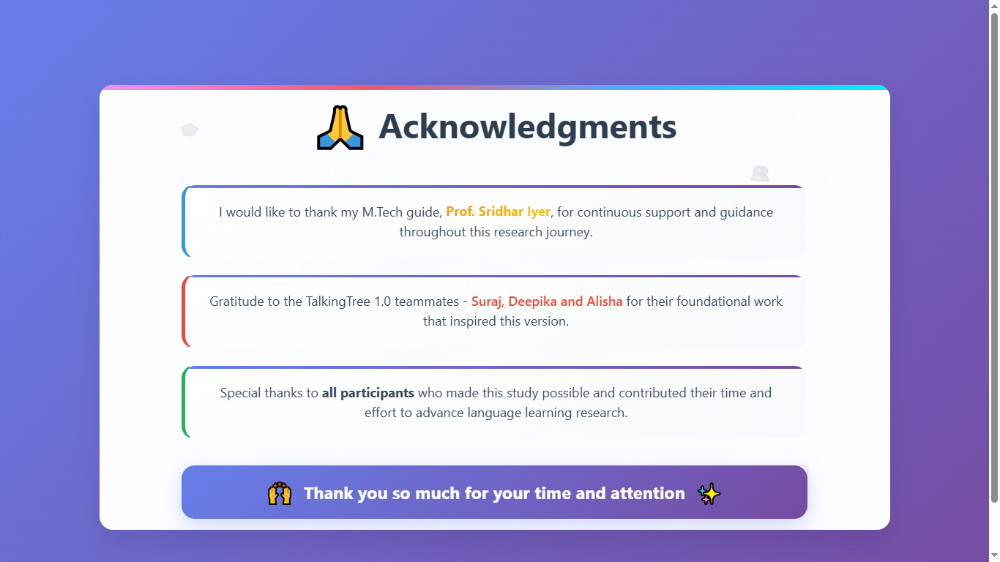 Acknowledgments
I would like to thank my M.Tech guide, Prof. Sridhar Iyer, for continuous support and guidance
throughout this research journey.
Gratitude to the TalkingTree 1.0 teammates - Suraj, Deepika and Alisha for their foundational work
that inspired this version.
Special thanks to all participants who made this study possible and contributed their time and
effort to advance language learning research.
Thank you so much for your time and attention